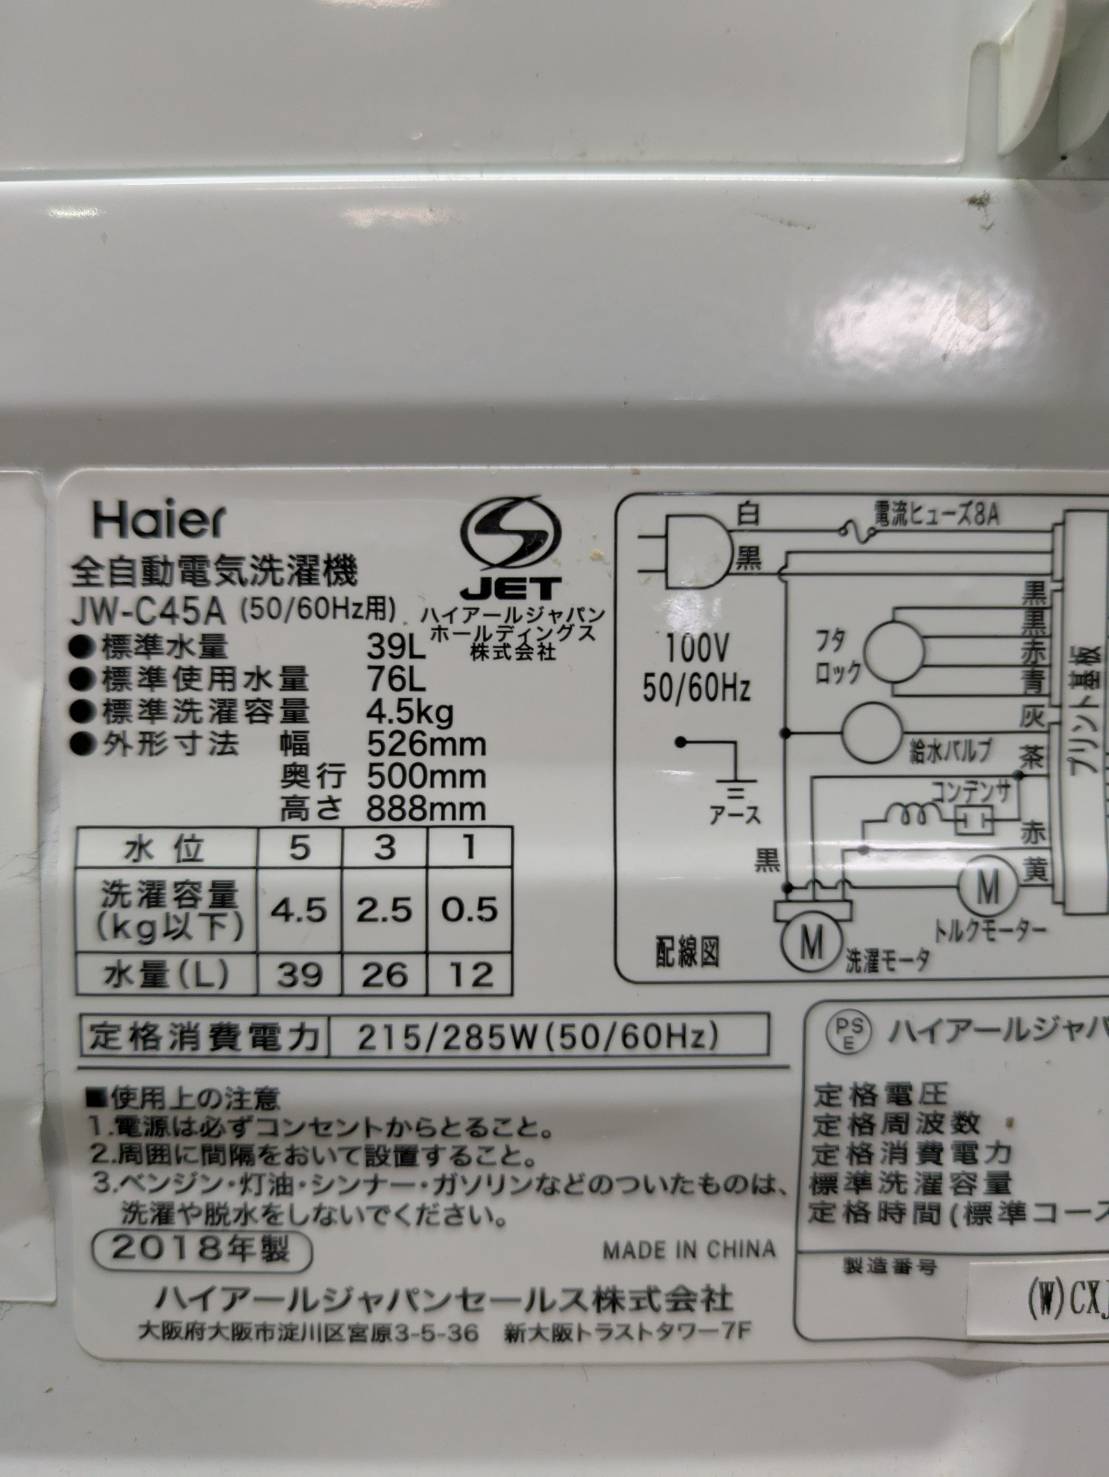 Haier
全自動電気洗濯機
JW-C45A (50/60Hz用)
JET
ハイアールジャパン
ホールディングス
株式会社
●標準水量 39L
●標準使用水量 76L
●標準洗濯容量 4.5kg
●外形寸法 幅 526mm
奥行 500mm
高さ 888mm
水位 5 3 1
洗濯容量(kg以下) 4.5 2.5 0.5
水量(L) 39 26 12
定格消費電力 215/285W(50/60Hz)
■使用上の注意
1.電源は必ずコンセントからとること。
2.周囲に間隔をおいて設置すること。
3.ベンジン・灯油・シンナー・ガソリンなどのついたものは、
洗濯や脱水をしないでください。
2018年製
MADE IN CHINA
ハイアールジャパンセールス株式会社
大阪府大阪市淀川区宮原3-5-36 新大阪トラストタワー7F
白
電流ヒューズ8A
黒
100V
50/60Hz
アース
フタ
ロック
黒
黒
赤
青
灰
給水バルブ
茶
コンデンサ
赤
黒
黄
M
トルクモーター
M
洗濯モータ
プリント基板
配線図
PS
E
ハイアールジャパ
定格電圧
定格周波数
定格消費電力
標準洗濯容量
定格時間(標準コース
製造番号
(W)CXJ